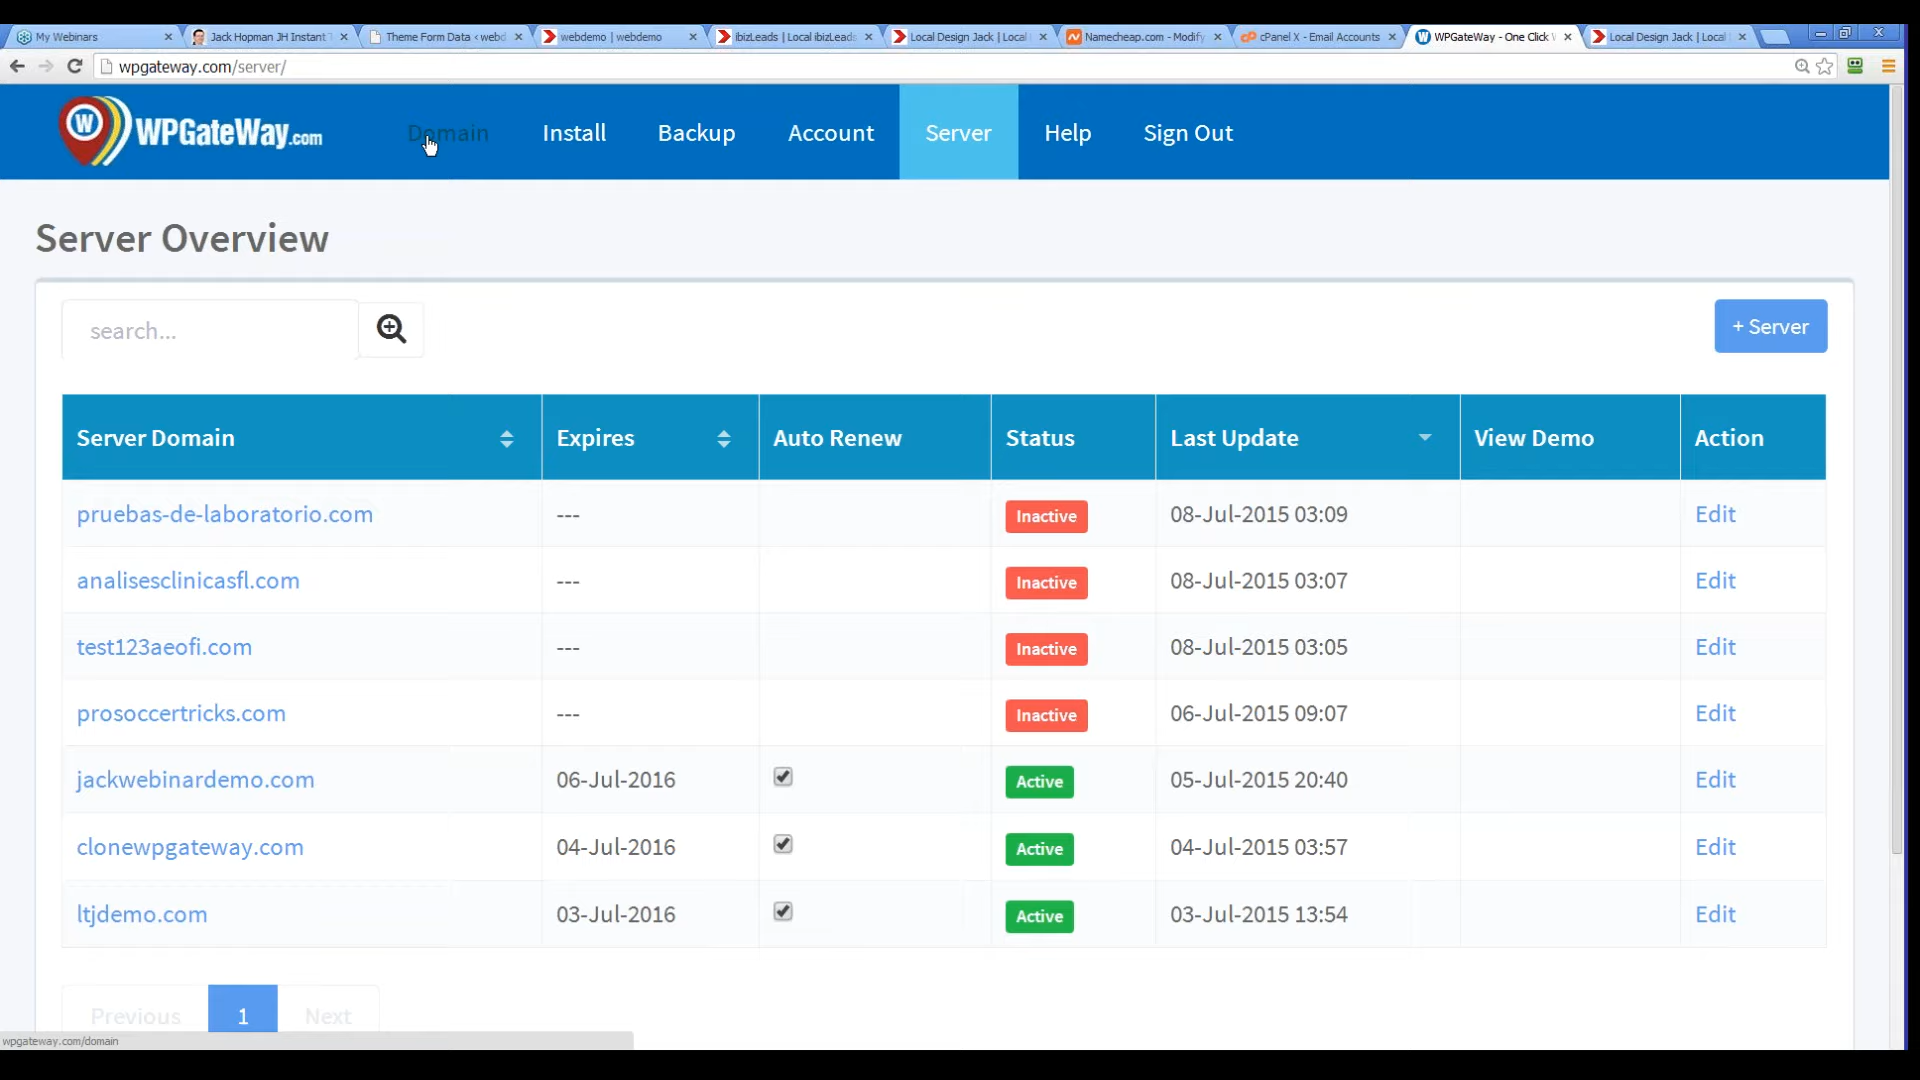 My Webinars
Jack Hopman JH Instant
Theme Form Data ‹ webd
webdemo | webdemo
ibizLeads | Local ibizLeads
Local Design Jack | Local
Namecheap.com - Modify
cPanel X - Email Accounts
WPGateWay - One Click
Local Design Jack | Local
wpgateway.com/server/
W WPGateWay.com
Domain
Install
Backup
Account
Server
Help
Sign Out
Server Overview
search...
+ Server
Server Domain Expires Auto Renew Status Last Update View Demo Action
pruebas-de-laboratorio.com --- Inactive 08-Jul-2015 03:09 Edit
analisesclinicasfl.com --- Inactive 08-Jul-2015 03:07 Edit
test123aeofi.com --- Inactive 08-Jul-2015 03:05 Edit
prosoccertricks.com --- Inactive 06-Jul-2015 09:07 Edit
jackwebinardemo.com 06-Jul-2016 Active 05-Jul-2015 20:40 Edit
clonewpgateway.com 04-Jul-2016 Active 04-Jul-2015 03:57 Edit
ltjdemo.com 03-Jul-2016 Active 03-Jul-2015 13:54 Edit
Previous 1 Next
wpgateway.com/domain